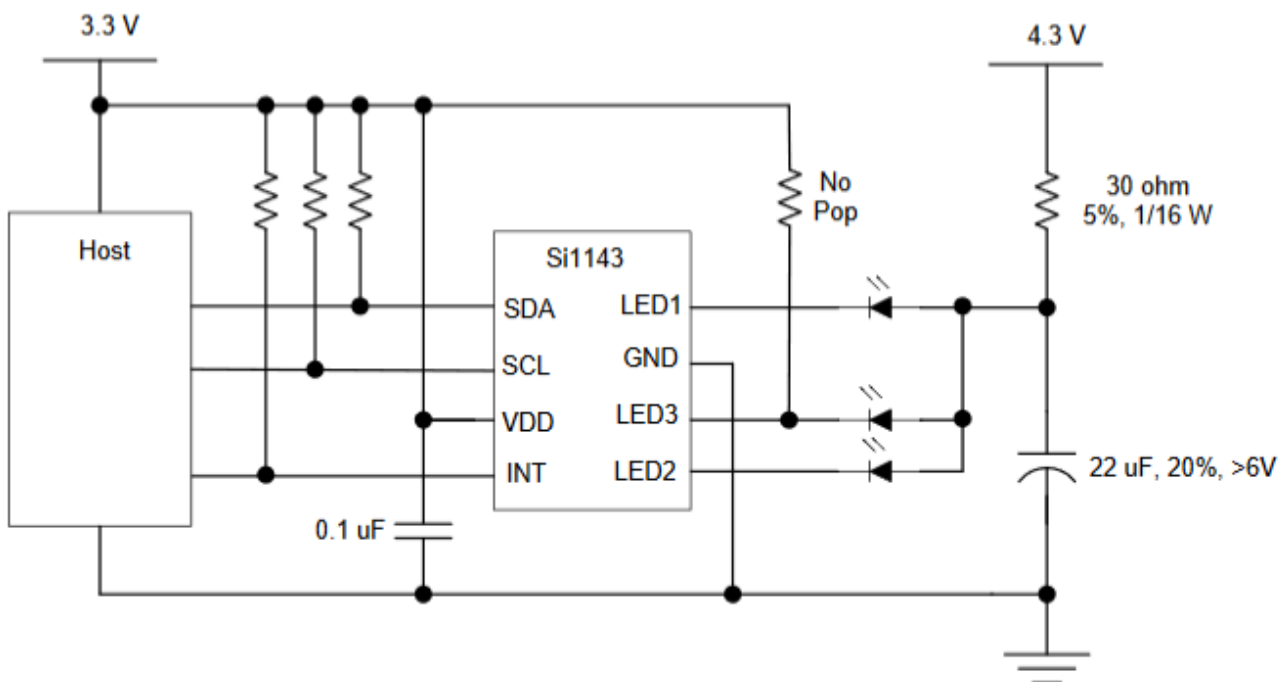 3.3 V
4.3 V
No
Pop
30 ohm
5%, 1/16 W
Host
Si1143
SDA
LED1
SCL
GND
VDD
LED3
INT
LED2
22 uF, 20%, >6V
0.1 uF